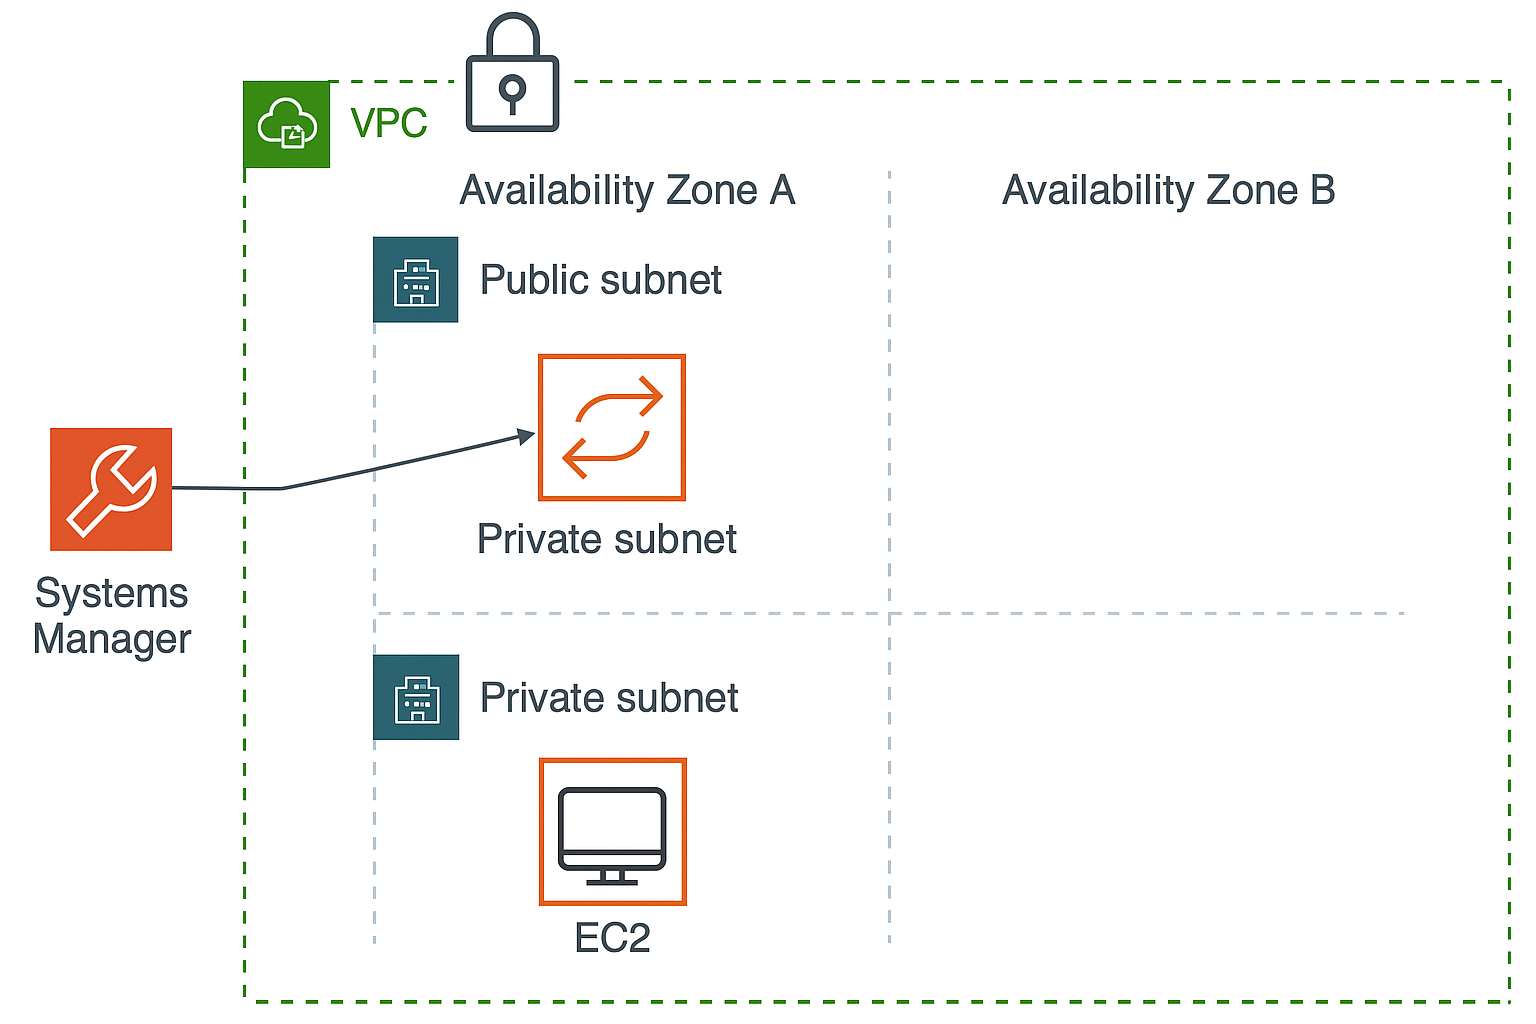 VPC
Availability Zone A
Availability Zone B
Public subnet
Private subnet
Systems
Manager
Private subnet
EC2